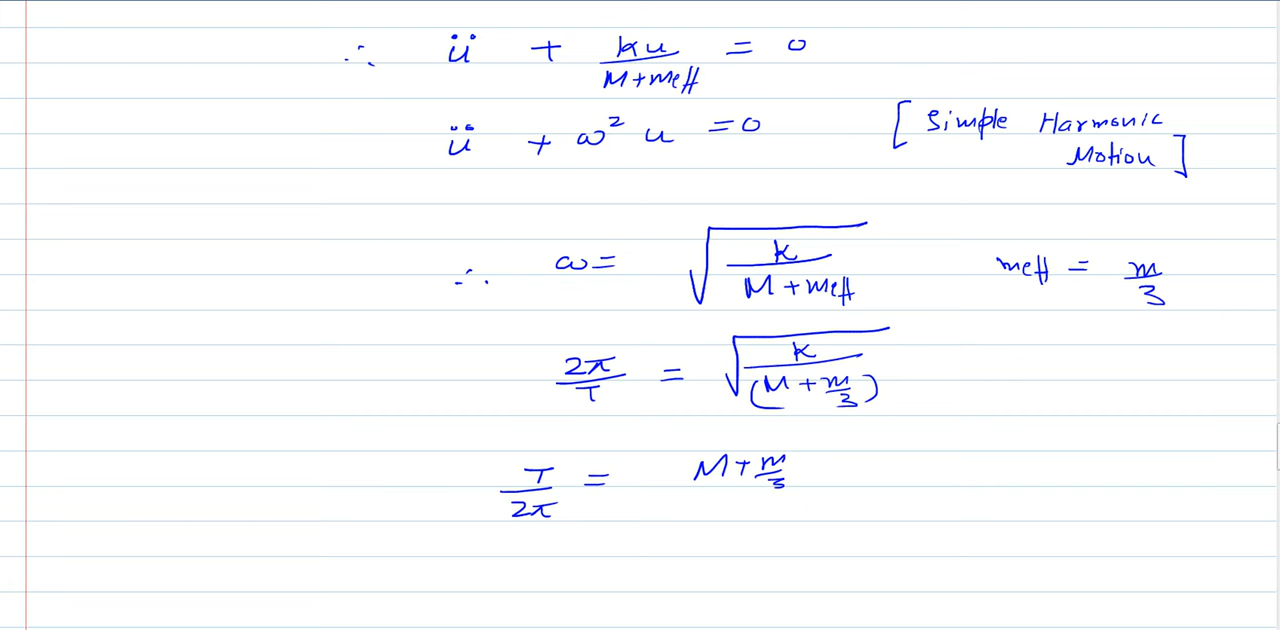 ∴ ü + ku/(M+meff) = 0
ü + ω² u = 0 [Simple Harmonic
Motion]
∴ ω = √(k/(M+meff)) meff = m/3
2π/T = √(k/(M+m/3))
T/2π = M+m/3